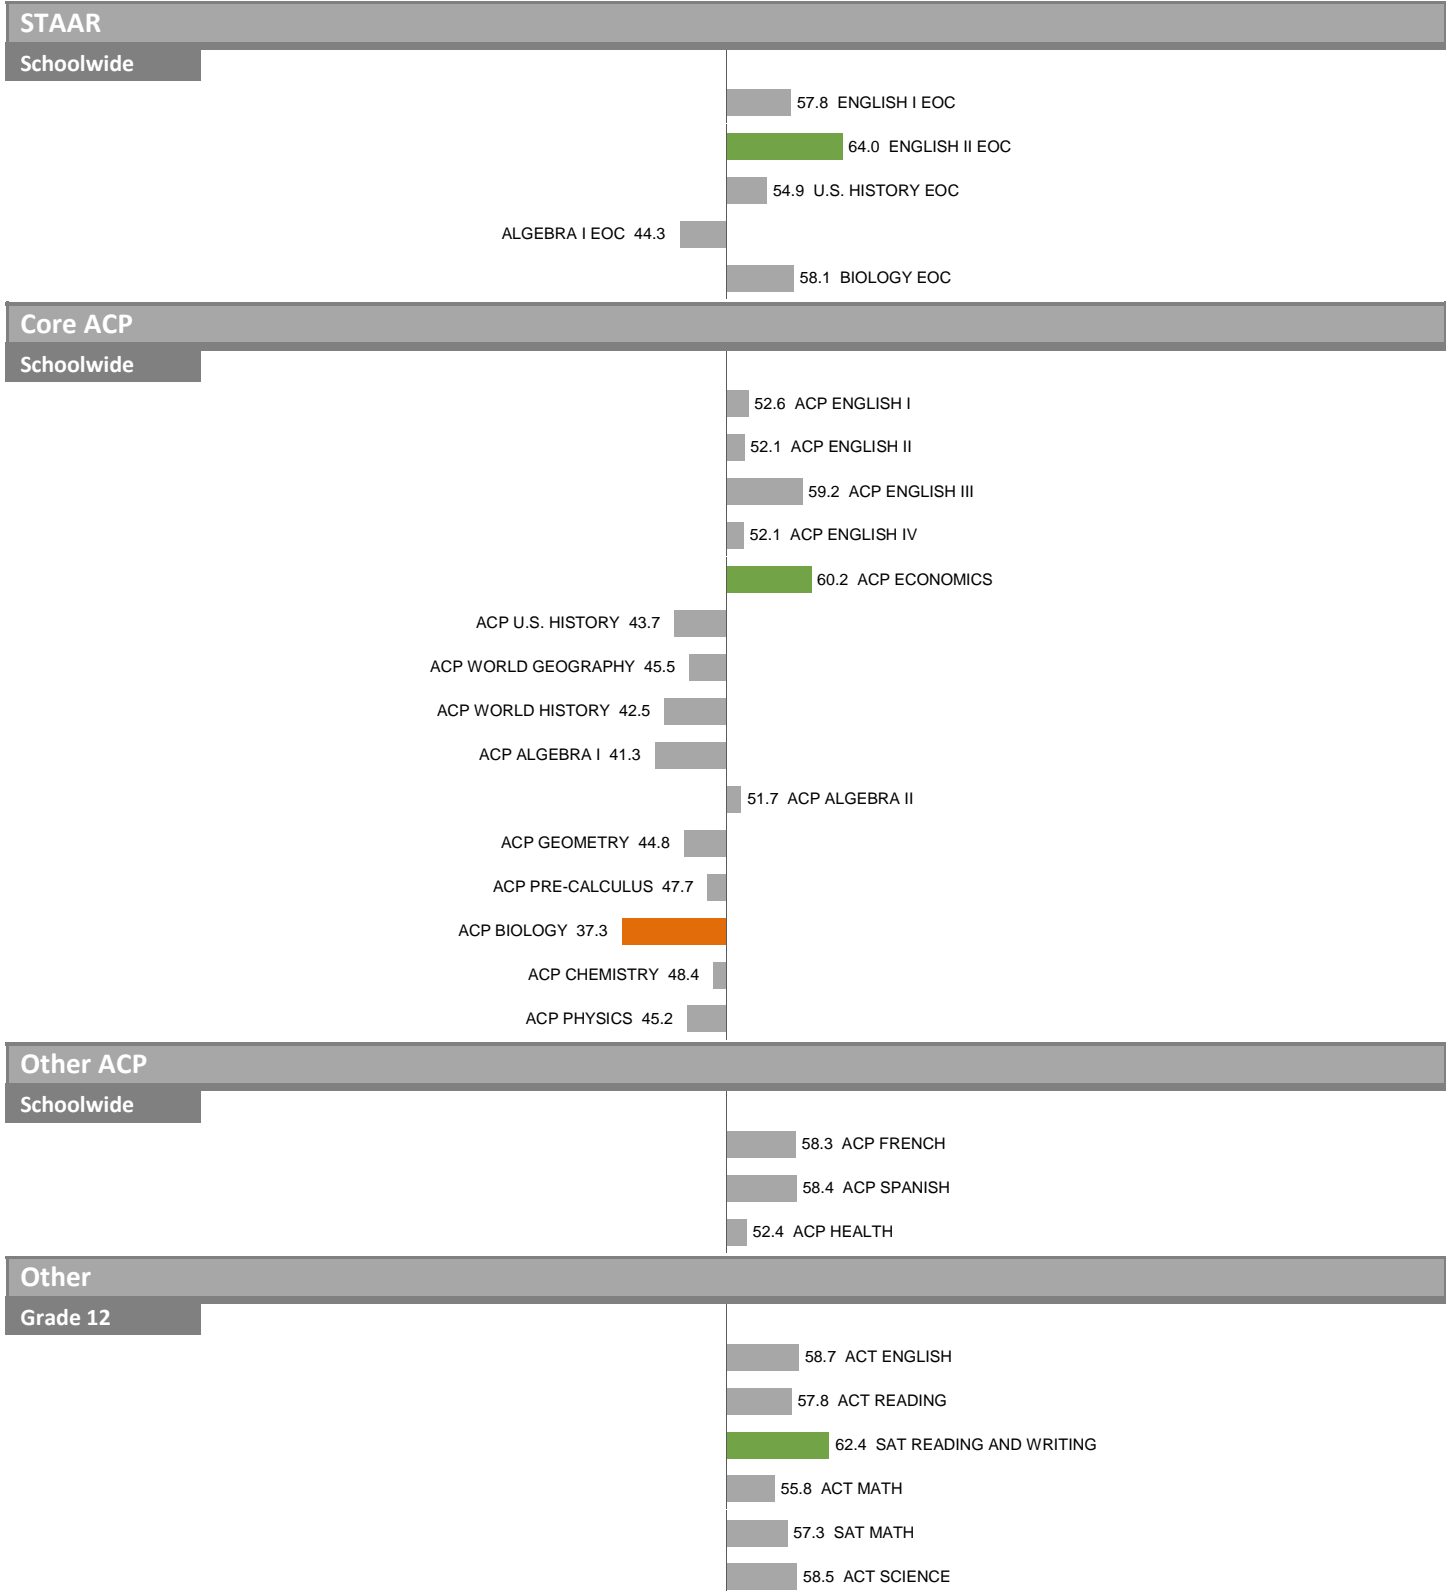 STAAR
Schoolwide
57.8 ENGLISH I EOC
64.0 ENGLISH II EOC
54.9 U.S. HISTORY EOC
ALGEBRA I EOC 44.3
58.1 BIOLOGY EOC
Core ACP
Schoolwide
52.6 ACP ENGLISH I
52.1 ACP ENGLISH II
59.2 ACP ENGLISH III
52.1 ACP ENGLISH IV
60.2 ACP ECONOMICS
ACP U.S. HISTORY 43.7
ACP WORLD GEOGRAPHY 45.5
ACP WORLD HISTORY 42.5
ACP ALGEBRA I 41.3
51.7 ACP ALGEBRA II
ACP GEOMETRY 44.8
ACP PRE-CALCULUS 47.7
ACP BIOLOGY 37.3
ACP CHEMISTRY 48.4
ACP PHYSICS 45.2
Other ACP
Schoolwide
58.3 ACP FRENCH
58.4 ACP SPANISH
52.4 ACP HEALTH
Other
Grade 12
58.7 ACT ENGLISH
57.8 ACT READING
62.4 SAT READING AND WRITING
55.8 ACT MATH
57.3 SAT MATH
58.5 ACT SCIENCE